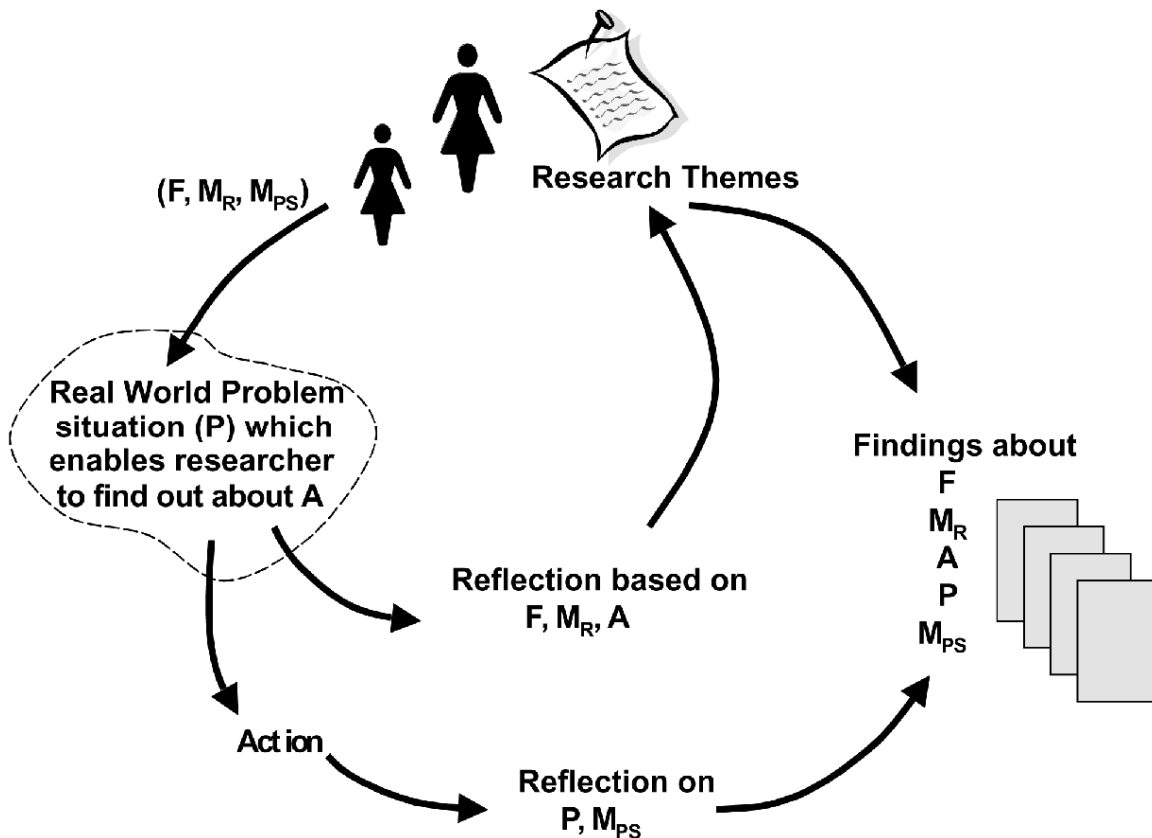 Research Themes
(F, M_R, M_PS)
Real World Problem
situation (P) which
enables researcher
to find out about A
Findings about
F
M_R
A
P
M_PS
Reflection based on
F, M_R, A
Action
Reflection on
P, M_PS